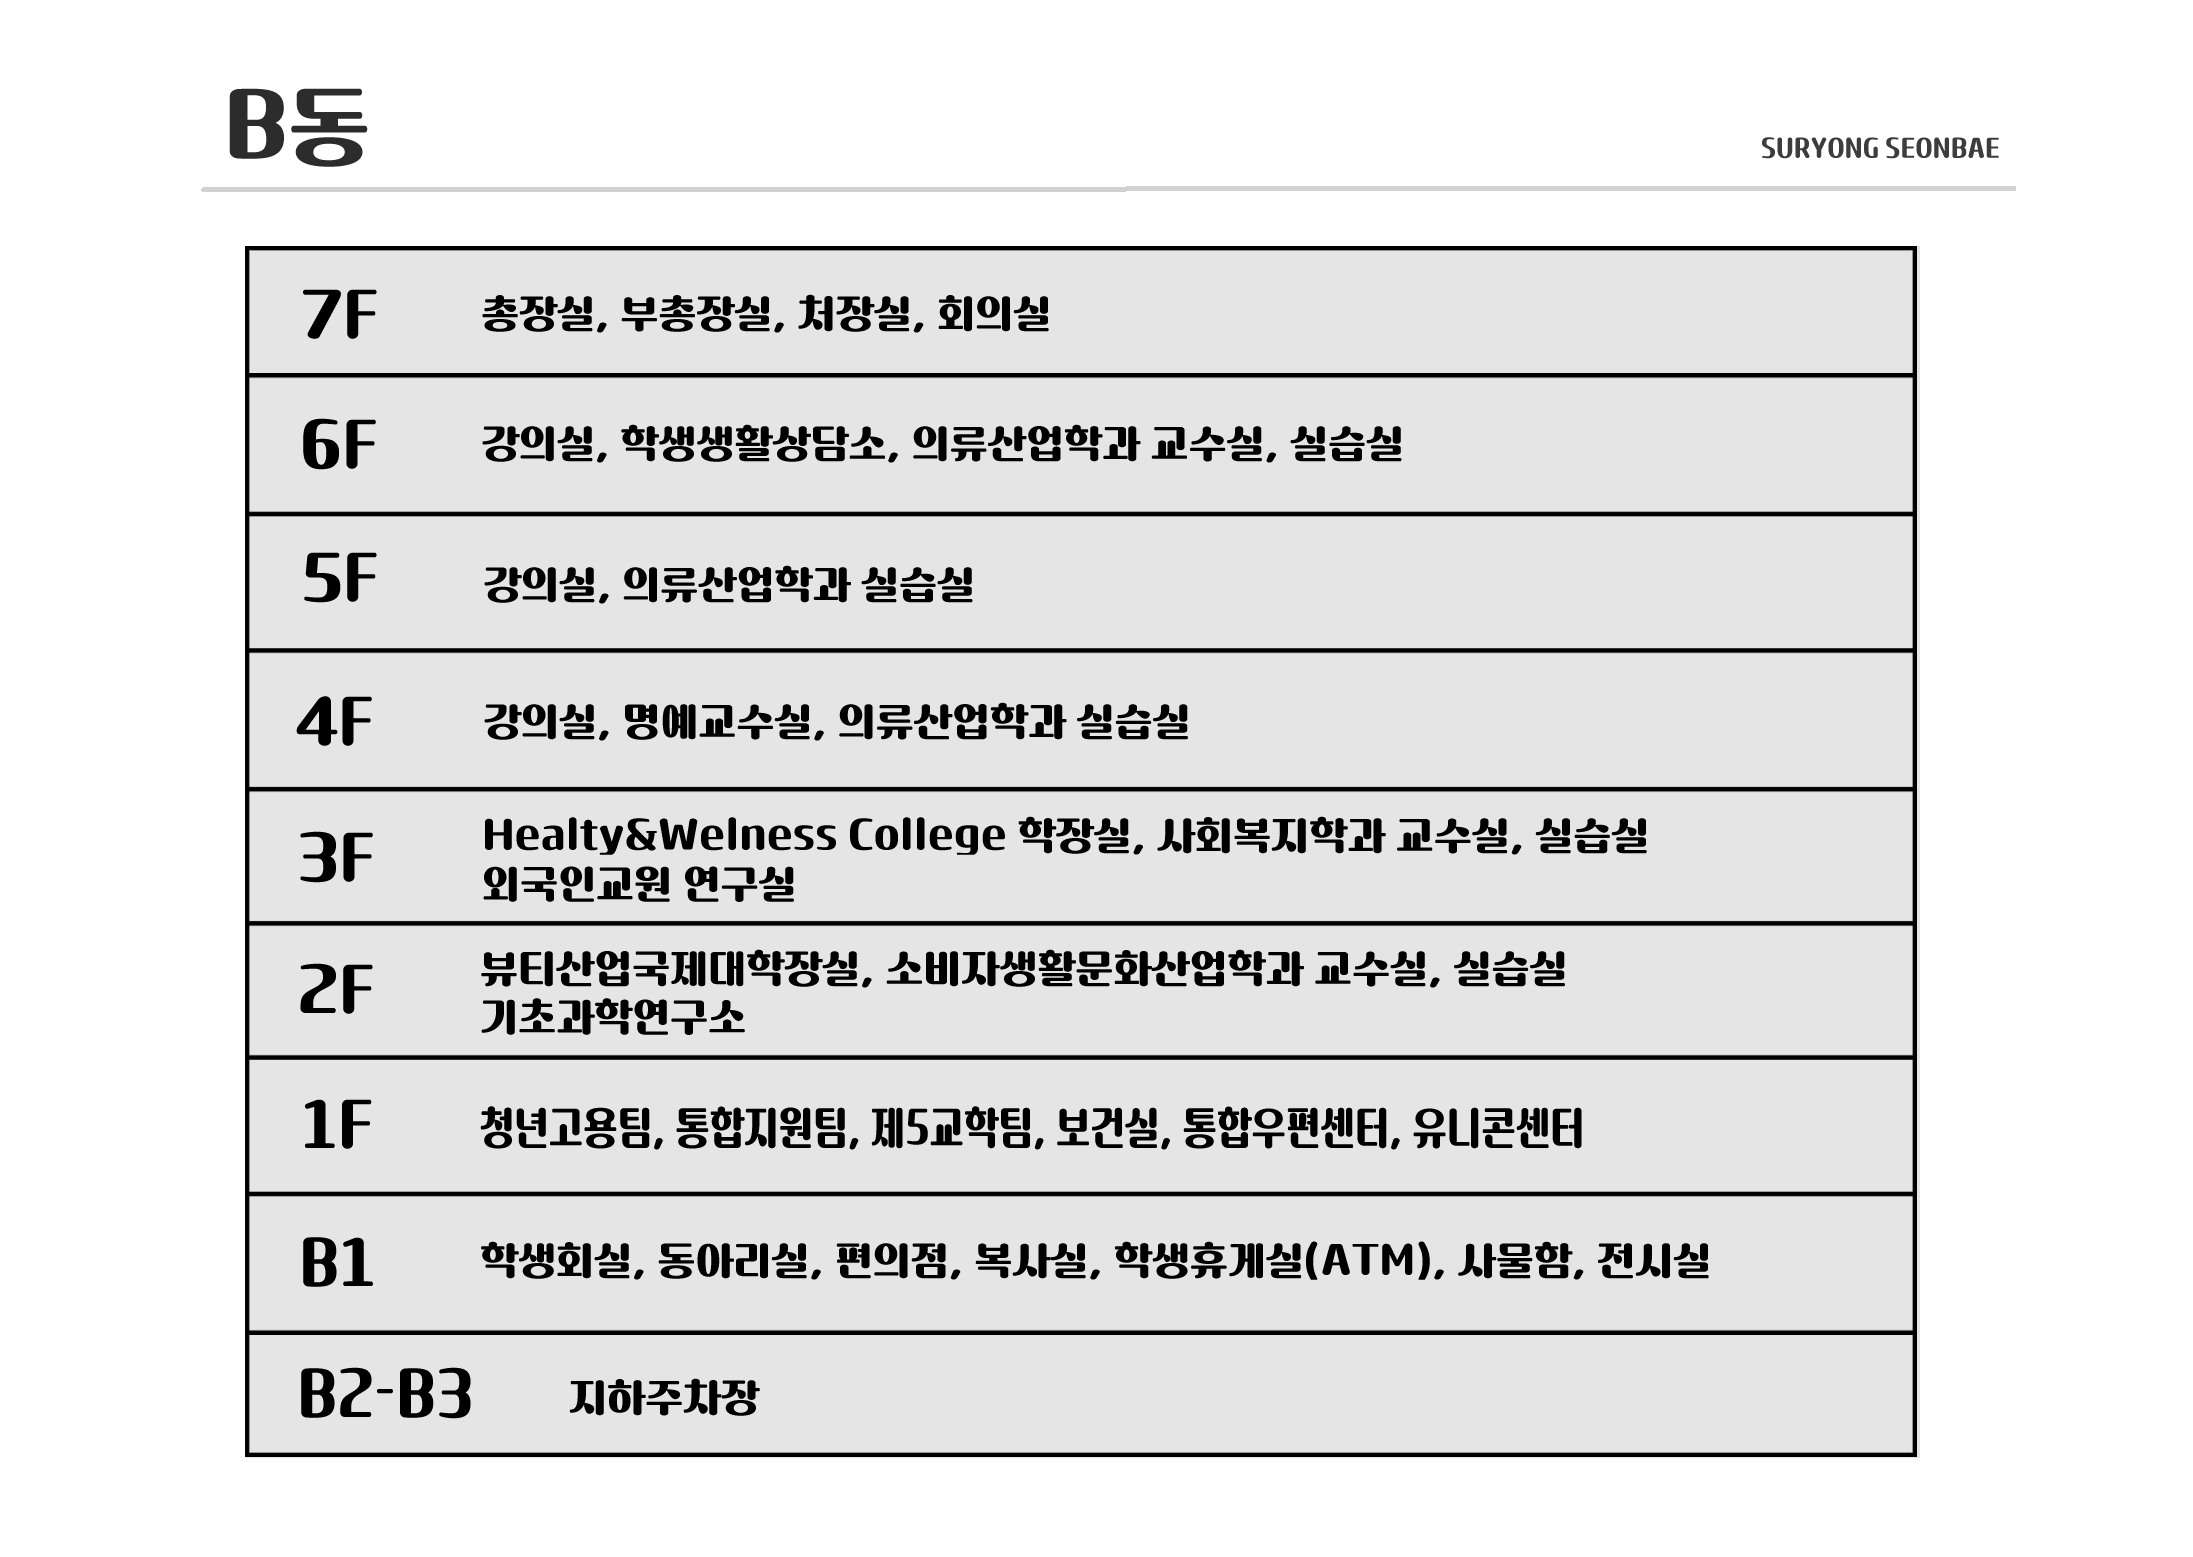 B동
SURYONG SEONBAE
7F 총장실, 부총장실, 처장실, 회의실
6F 강의실, 학생생활상담소, 의류산업학과 교수실, 실습실
5F 강의실, 의류산업학과 실습실
4F 강의실, 명예교수실, 의류산업학과 실습실
3F Healty&Welness College 학장실, 사회복지학과 교수실, 실습실
외국인교원 연구실
2F 뷰티산업국제대학장실, 소비자생활문화산업학과 교수실, 실습실
기초과학연구소
1F 청년고용팀, 통합지원팀, 제5교학팀, 보건실, 통합우편센터, 유니콘센터
B1 학생회실, 동아리실, 편의점, 복사실, 학생휴게실(ATM), 사물함, 전시실
B2-B3 지하주차장